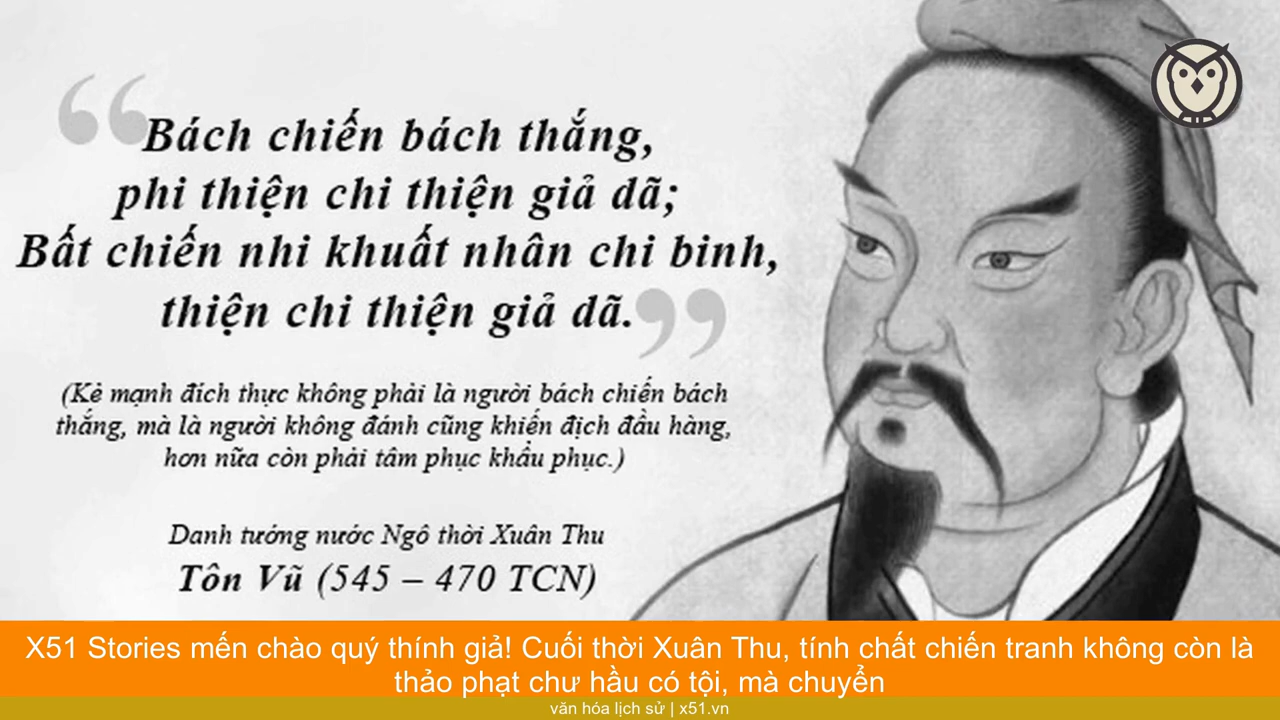 Bách chiến bách thắng,
phi thiện chi thiện giả dã;
Bất chiến nhi khuất nhân chi binh,
thiện chi thiện giả dã.
(Kẻ mạnh đích thực không phải là người bách chiến bách
thắng, mà là người không đánh cũng khiến địch đầu hàng,
hơn nữa còn phải tâm phục khẩu phục.)
Danh tướng nước Ngô thời Xuân Thu
Tôn Vũ (545 – 470 TCN)
X51 Stories mến chào quý thính giả! Cuối thời Xuân Thu, tính chất chiến tranh không còn là
thảo phạt chư hầu có tội, mà chuyển
văn hóa lịch sử | x51.vn